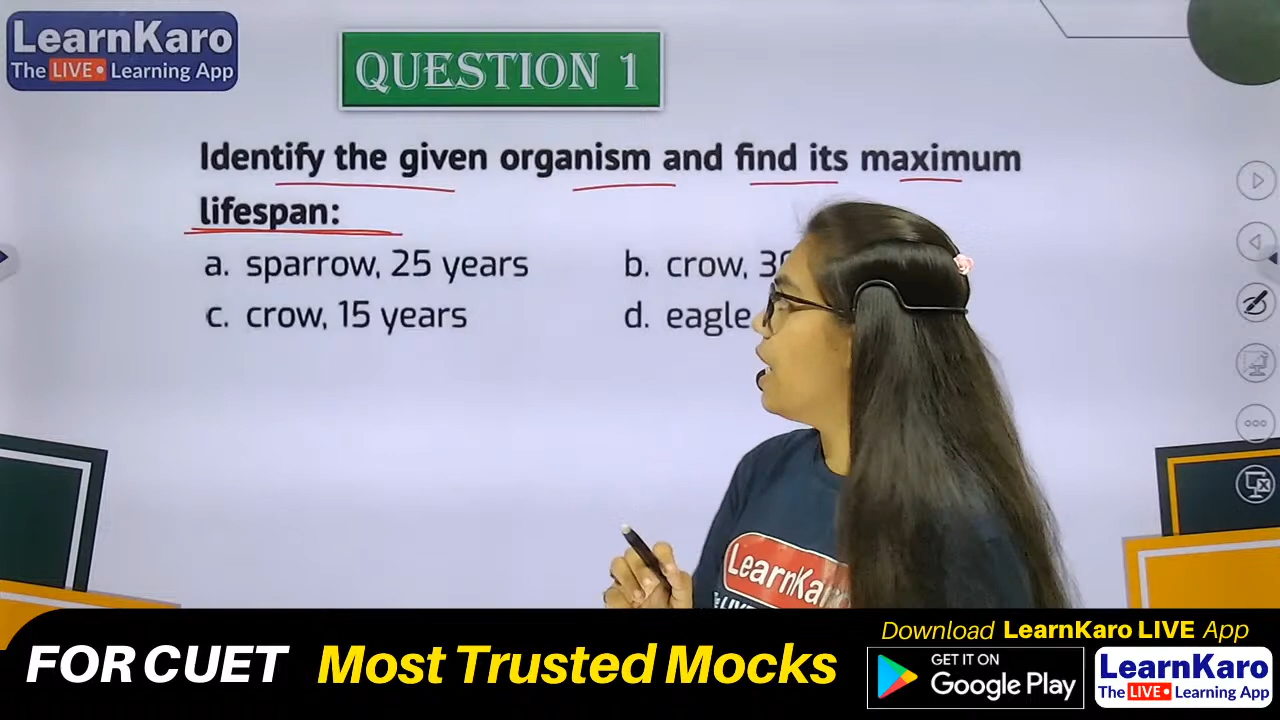 LearnKaro
The LIVE Learning App
QUESTION 1
Identify the given organism and find its maximum
lifespan:
a. sparrow, 25 years
b. crow,
c. crow, 15 years
d. eagle
LearnKar
FOR CUET Most Trusted Mocks
Download LearnKaro LIVE App
GET IT ON
Google Play
LearnKaro
The LIVE Learning App